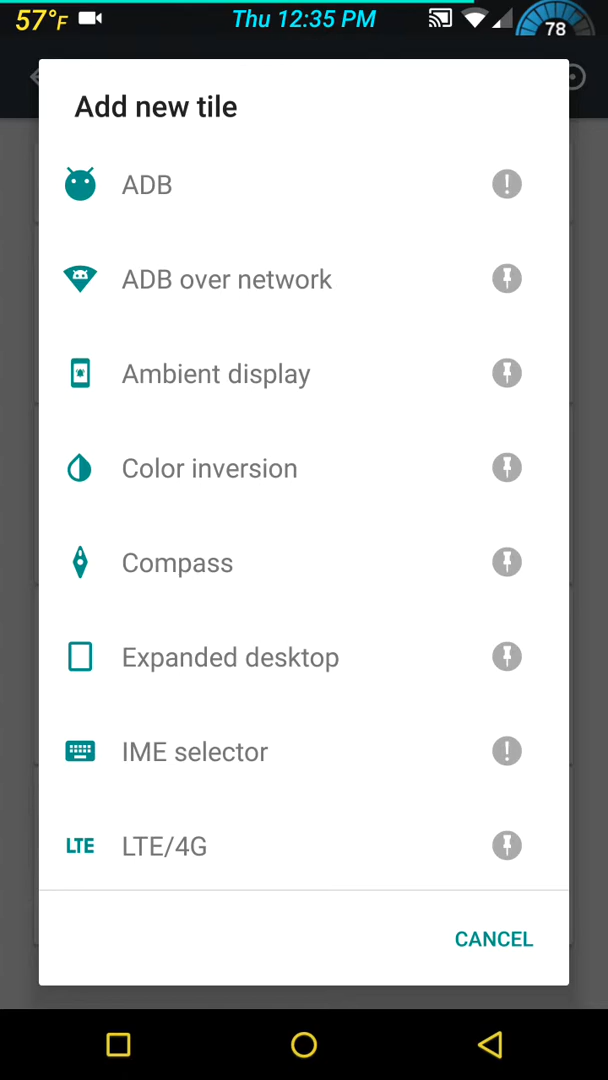 57°F
Thu 12:35 PM
78
Add new tile
ADB
ADB over network
Ambient display
Color inversion
Compass
Expanded desktop
IME selector
LTE LTE/4G
CANCEL